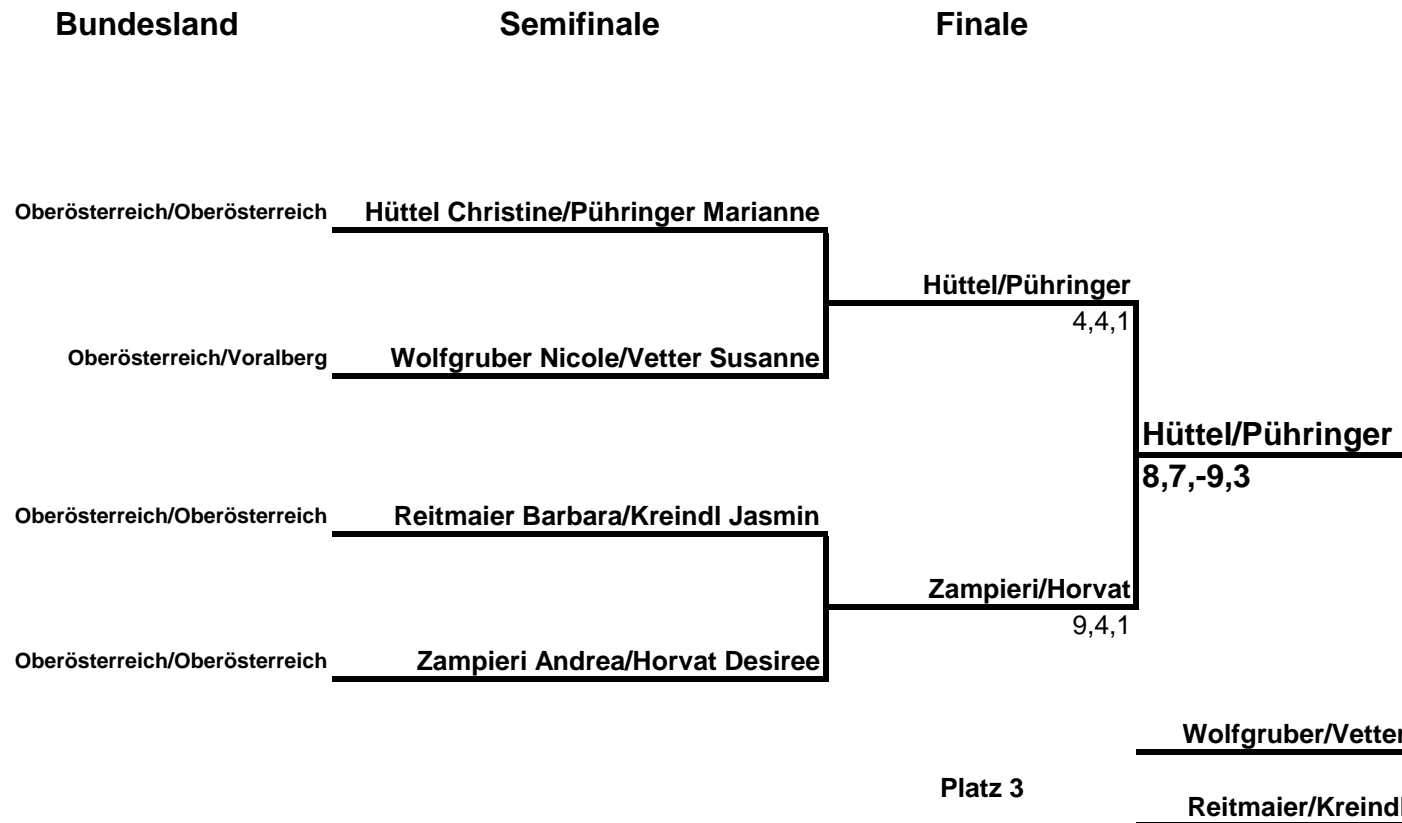 Bundesland Semifinale Finale
Oberösterreich/Oberösterreich Hüttel Christine/Pühringer Marianne
Hüttel/Pühringer
4,4,1
Oberösterreich/Voralberg Wolfgruber Nicole/Vetter Susanne
Hüttel/Pühringer
8,7,-9,3
Oberösterreich/Oberösterreich Reitmaier Barbara/Kreindl Jasmin
Zampieri/Horvat
9,4,1
Oberösterreich/Oberösterreich Zampieri Andrea/Horvat Desiree
Wolfgruber/Vetter
Platz 3
Reitmaier/Kreindl